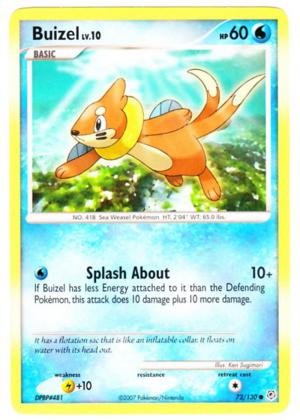 Buizel LV.10 HP 60
BASIC
NO. 418 Sea Weasel Pokémon HT. 2'04" WT. 65.0 lbs.
Splash About 10+
If Buizel has less Energy attached to it than the Defending
Pokémon, this attack does 10 damage plus 10 more damage.
Illus. Ken Sugimori
It has a flotation sac that is like an inflatable collar. It floats
on water with its head out.
weakness resistance retreat cost
+10
DPBP#481 ©2007 Pokémon/Nintendo 72/130